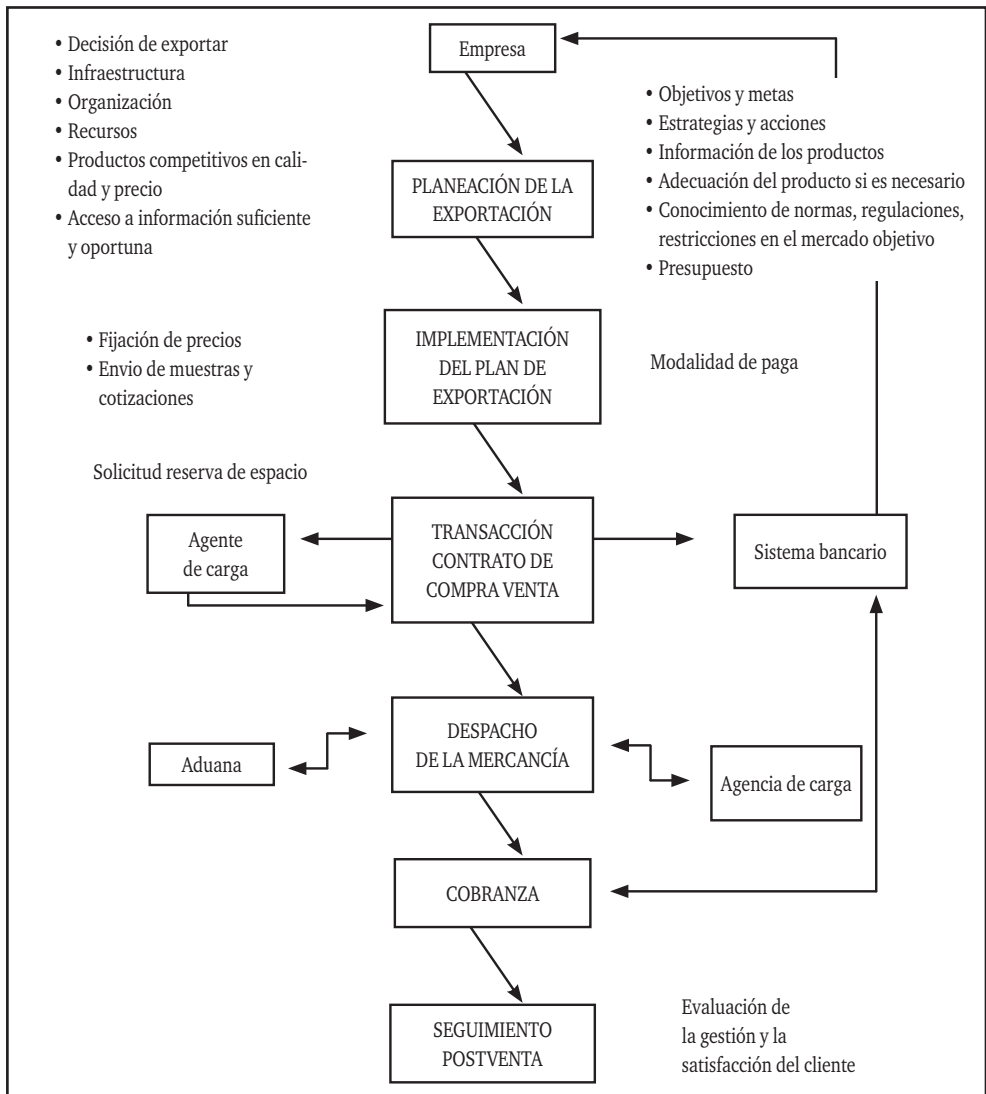 • Decisión de exportar
• Infraestructura
• Organización
• Recursos
• Productos competitivos en cali-
dad y precio
• Acceso a información suficiente
y oportuna
Empresa
• Objetivos y metas
• Estrategias y acciones
• Información de los productos
• Adecuación del producto si es necesario
• Conocimiento de normas, regulaciones,
restricciones en el mercado objetivo
• Presupuesto
PLANEACIÓN DE LA
EXPORTACIÓN
• Fijación de precios
• Envio de muestras y
cotizaciones
IMPLEMENTACIÓN
DEL PLAN DE
EXPORTACIÓN
Modalidad de paga
Solicitud reserva de espacio
Agente
de carga
TRANSACCIÓN
CONTRATO DE
COMPRA VENTA
Sistema bancario
Aduana
DESPACHO
DE LA MERCANCÍA
Agencia de carga
COBRANZA
SEGUIMIENTO
POSTVENTA
Evaluación de
la gestión y la
satisfacción del cliente